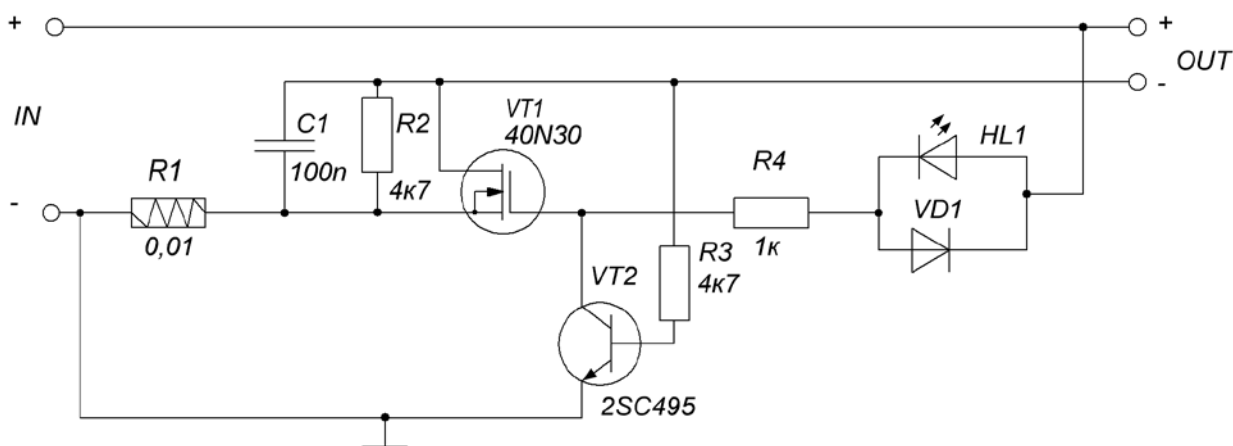 +
+
OUT
-
IN
C1
100n
R2
4к7
VT1
40N30
HL1
R1
0,01
-
R4
1к
VD1
R3
4к7
VT2
2SC495